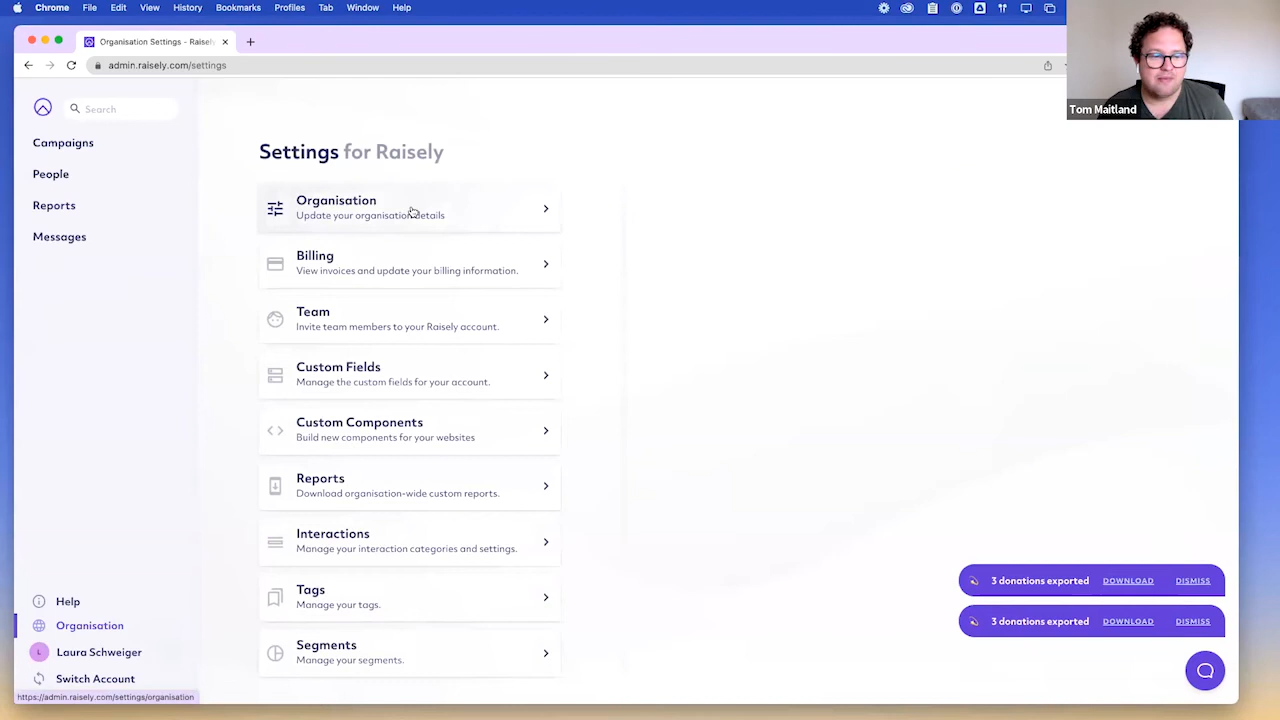 Chrome File Edit View History Bookmarks Profiles Tab Window Help
Organisation Settings - Raisely
admin.raisely.com/settings
Tom Maitland
Search
Campaigns
People
Reports
Messages
Settings for Raisely
Organisation
Update your organisation details
Billing
View invoices and update your billing information.
Team
Invite team members to your Raisely account.
Custom Fields
Manage the custom fields for your account.
Custom Components
Build new components for your websites
Reports
Download organisation-wide custom reports.
Interactions
Manage your interaction categories and settings.
Tags
Manage your tags.
Segments
Manage your segments.
3 donations exported DOWNLOAD DISMISS
3 donations exported DOWNLOAD DISMISS
Help
Organisation
L Laura Schweiger
Switch Account
https://admin.raisely.com/settings/organisation